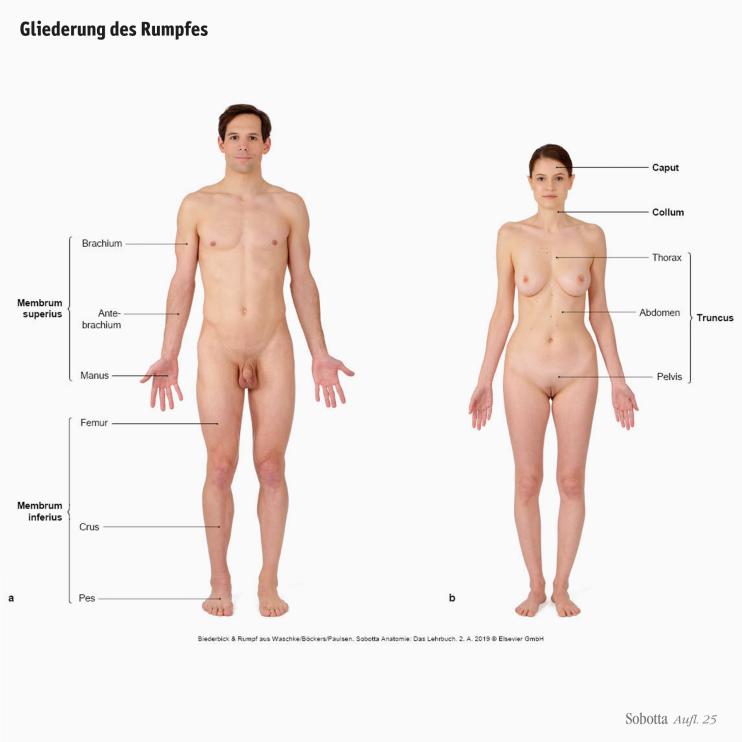 Gliederung des Rumpfes
Caput
Collum
Brachium
Thorax
Membrum
superius
Ante-
brachium
Abdomen
Truncus
Manus
Pelvis
Femur
Membrum
inferius
Crus
a
Pes
b
Biederbick & Rumpf aus Waschke/Böckers/Paulsen. Sobotta Anatomie: Das Lehrbuch. 2. A. 2019 © Elsevier GmbH
Sobotta Aufl. 25